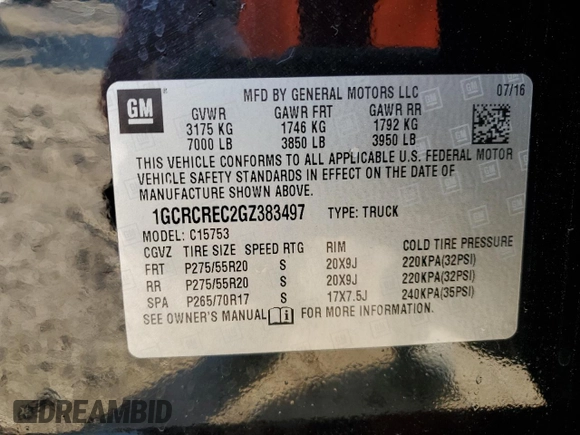 GM
MFD BY GENERAL MOTORS LLC 07/16
GVWR GAWR FRT GAWR RR
3175 KG 1746 KG 1792 KG
7000 LB 3850 LB 3950 LB
THIS VEHICLE CONFORMS TO ALL APPLICABLE U.S. FEDERAL MOTOR
VEHICLE SAFETY STANDARDS IN EFFECT ON THE DATE OF
MANUFACTURE SHOWN ABOVE.
1GCRCREC2GZ383497 TYPE: TRUCK
MODEL: C15753
CGVZ TIRE SIZE SPEED RTG RIM COLD TIRE PRESSURE
FRT P275/55R20 S 20X9J 220KPA(32PSI)
RR P275/55R20 S 20X9J 220KPA(32PSI)
SPA P265/70R17 S 17X7.5J 240KPA(35PSI)
SEE OWNER'S MANUAL FOR MORE INFORMATION.
DREAMBID